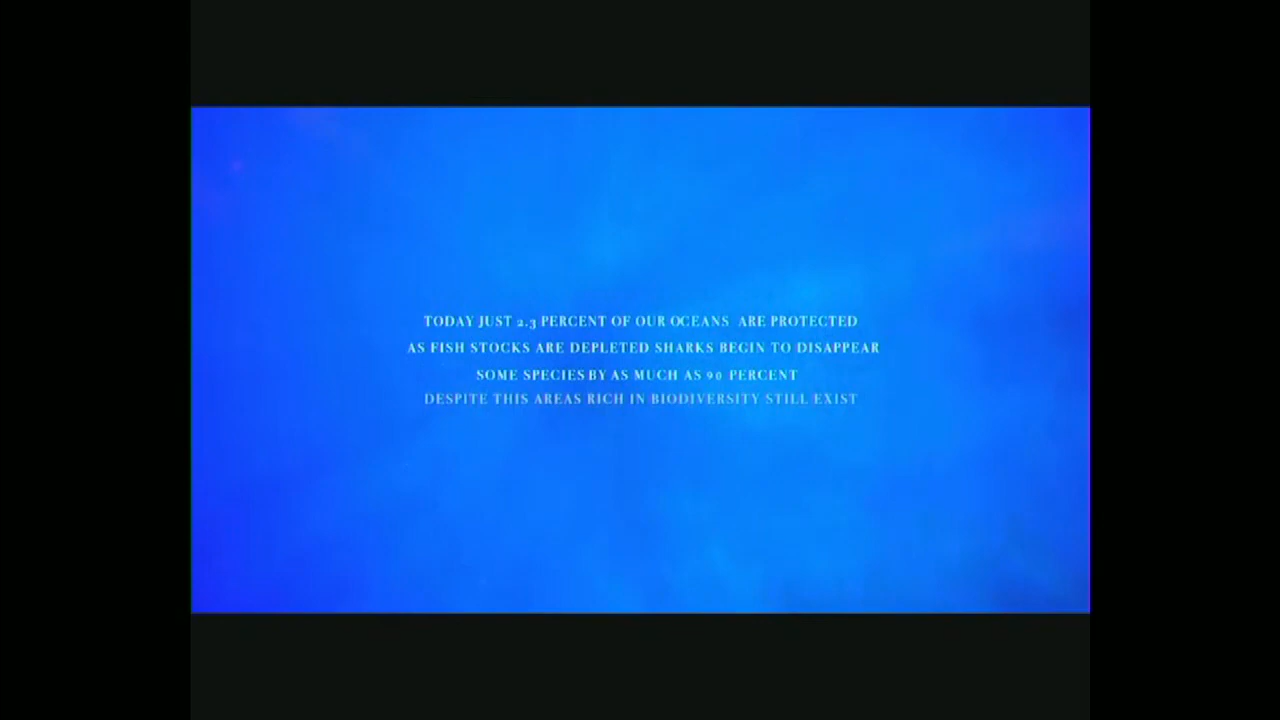 TODAY JUST 2.3 PERCENT OF OUR OCEANS ARE PROTECTED
AS FISH STOCKS ARE DEPLETED SHARKS BEGIN TO DISAPPEAR
SOME SPECIES BY AS MUCH AS 90 PERCENT
DESPITE THIS AREAS RICH IN BIODIVERSITY STILL EXIST